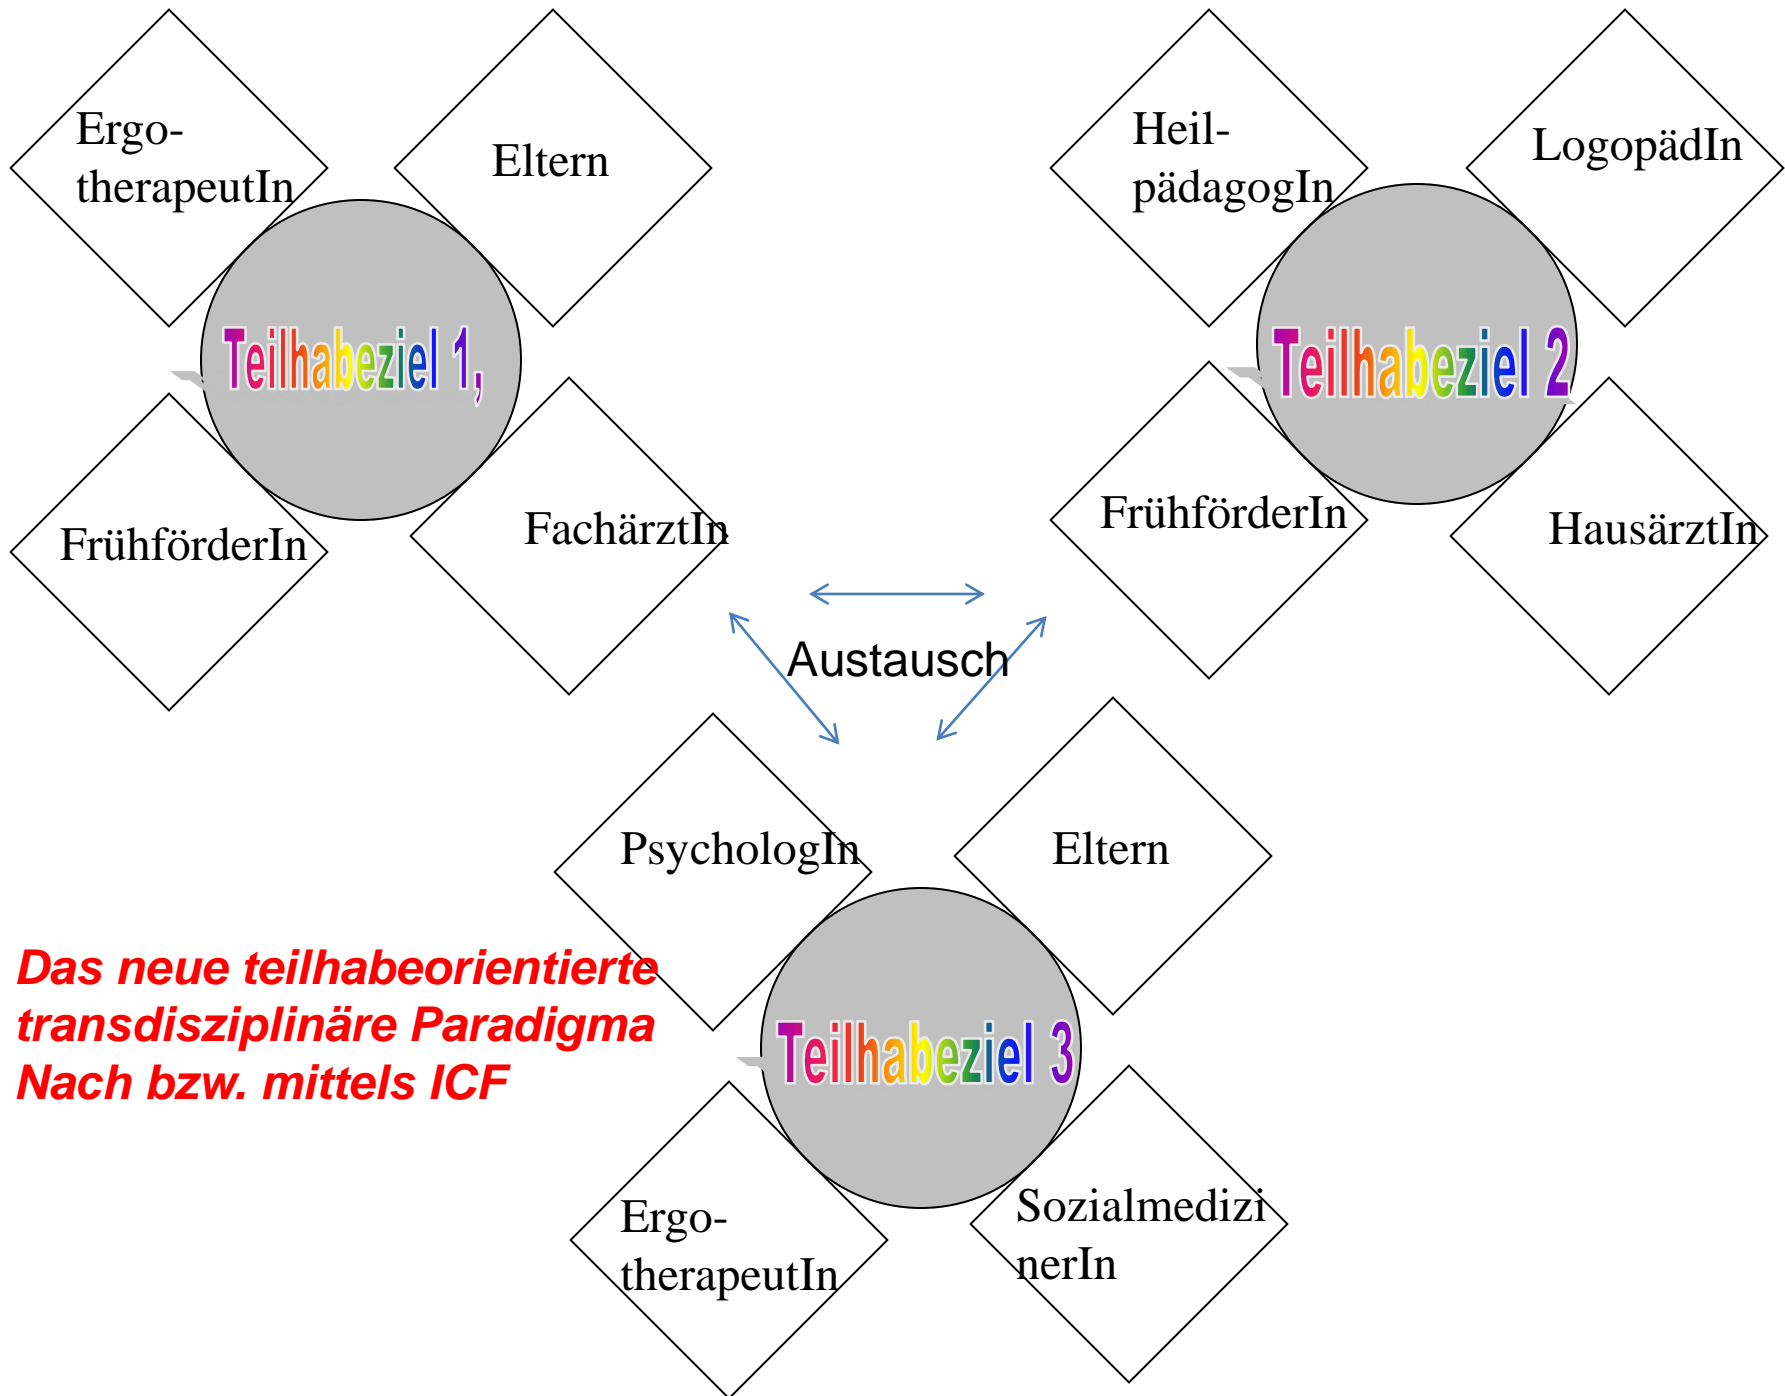 Ergo-
therapeutIn
Eltern
Teilhabeziel 1,
FrühförderIn
FachärztIn
Heil-
pädagogIn
LogopädIn
Teilhabeziel 2
FrühförderIn
HausärztIn
Austausch
PsychologIn
Eltern
Teilhabeziel 3
Ergo-
therapeutIn
Sozialmedizi
nerIn
Das neue teilhabeorientierte
transdisziplinäre Paradigma
Nach bzw. mittels ICF